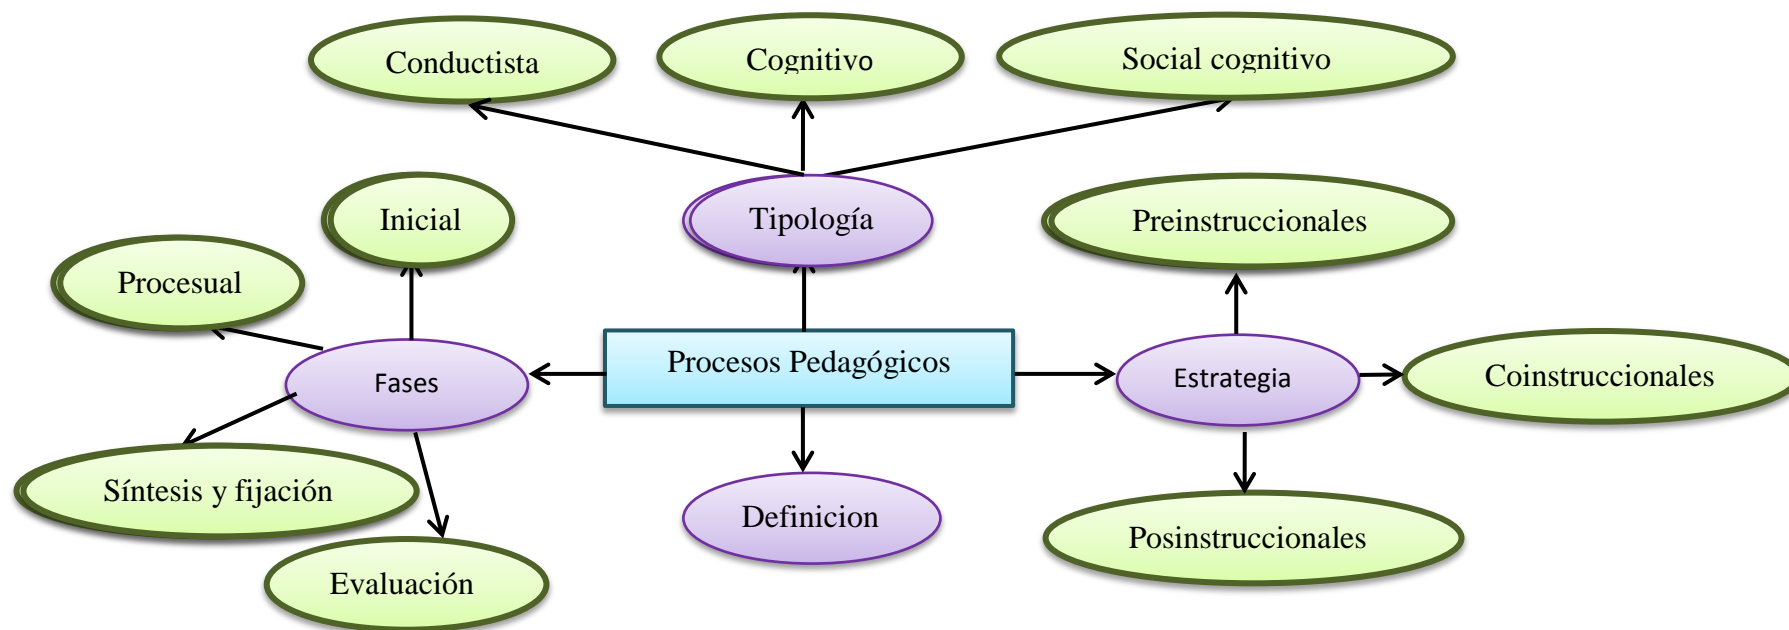 Conductista
Cognitivo
Social cognitivo
Inicial
Tipología
Preinstruccionales
Procesual
Procesos Pedagógicos
Fases
Estrategia
Coinstruccionales
Síntesis y fijación
Definicion
Posinstruccionales
Evaluación